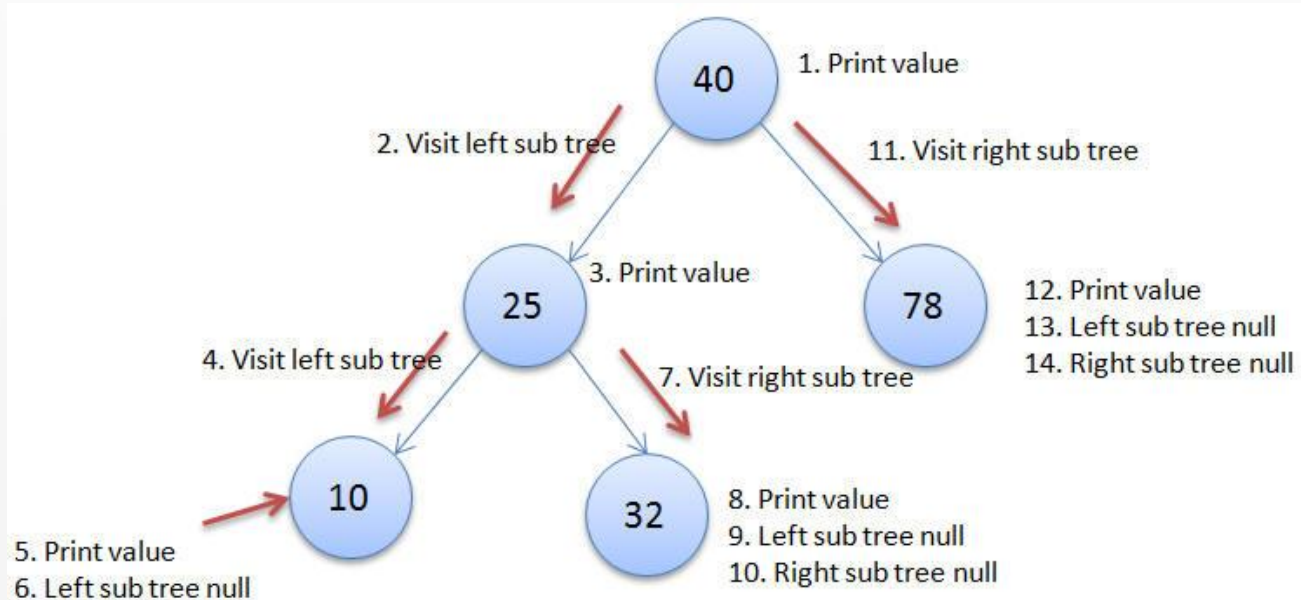 40
1. Print value
2. Visit left sub tree
11. Visit right sub tree
25
3. Print value
78
12. Print value
13. Left sub tree null
14. Right sub tree null
4. Visit left sub tree
7. Visit right sub tree
10
32
8. Print value
9. Left sub tree null
10. Right sub tree null
5. Print value
6. Left sub tree null